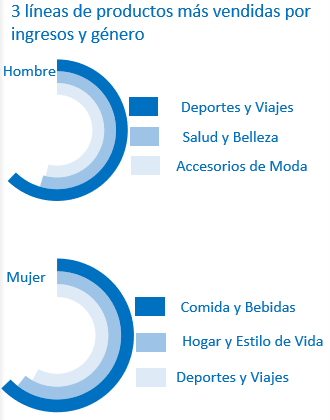 3 líneas de productos más vendidas por
ingresos y género
Hombre
Deportes y Viajes
Salud y Belleza
Accesorios de Moda
Mujer
Comida y Bebidas
Hogar y Estilo de Vida
Deportes y Viajes